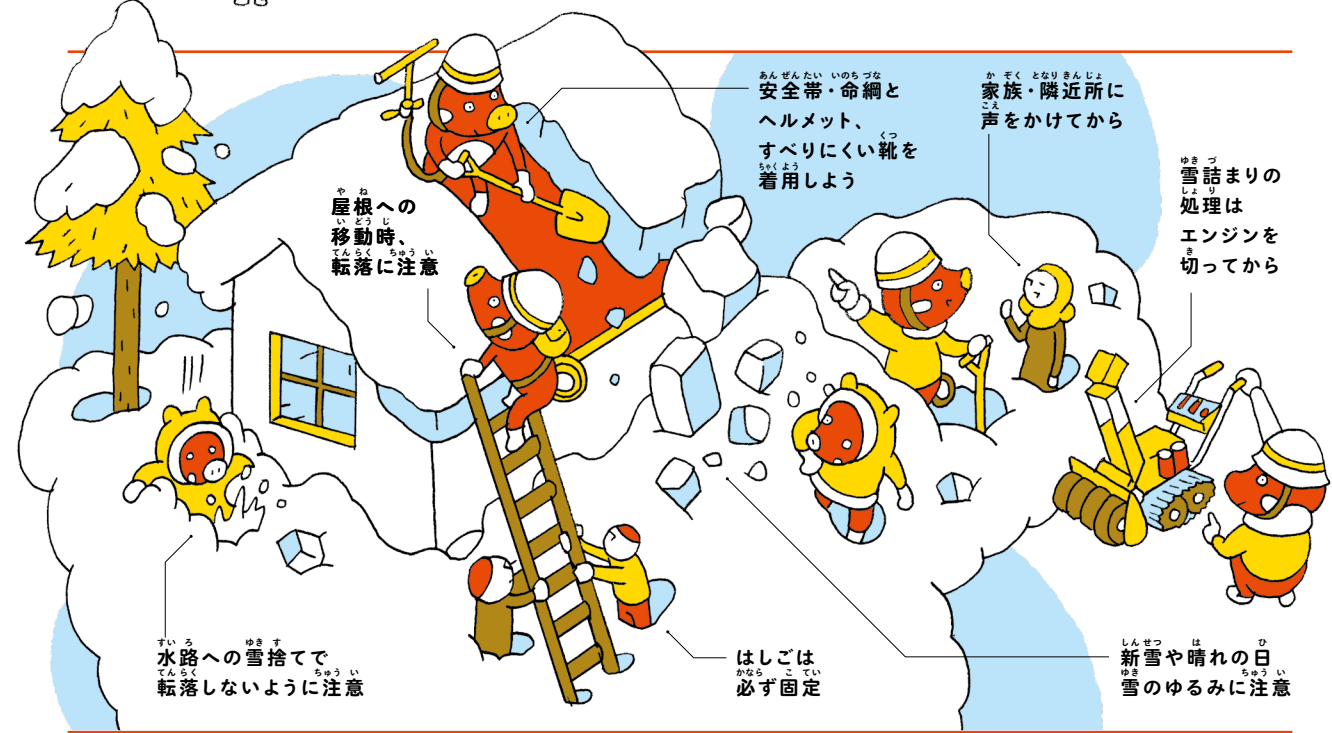 安全帯・命綱と
ヘルメット、
すべりにくい靴を
着用しよう
家族・隣近所に
声をかけてから
雪詰まりの
処理は
エンジンを
切ってから
屋根への
移動時、
転落に注意
水路への雪捨てで
転落しないように注意
はしごは
必ず固定
新雪や晴れの日
雪のゆるみに注意